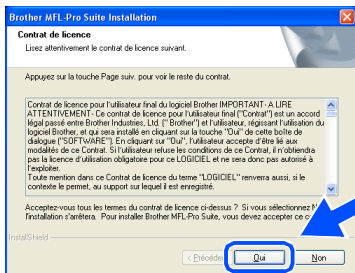 Brother MFL-Pro Suite Installation
Contrat de licence
Lisez attentivement le contrat de licence suivant.
Appuyez sur la touche Page suiv. pour voir le reste du contrat.
Contrat de licence pour l'utilisateur final du logiciel Brother IMPORTANT- A LIRE
ATTENTIVEMENT- Ce contrat de licence pour l'utilisateur final ("Contrat") est un accord
légal passé entre Brother Industries, Ltd. (" Brother") et l'utilisateur, régissant l'utilisation du
logiciel Brother, et qui sera installé en cliquant sur la touche "Oui" de cette boîte de
dialogue ("SOFTWARE"). En cliquant sur "Oui", l'utilisateur accepte d'être lié aux
modalités de ce Contrat. Si l'utilisateur refuse les conditions de ce Contrat, il n'obtiendra
pas la licence d'utilisation obligatoire pour ce LOGICIEL et ne sera donc pas autorisé à
l'exploiter.
Toute mention dans ce Contrat de licence du terme "LOGICIEL" renverra aussi, si le
contexte le permet, au support sur lequel il est enregistré.
Acceptez-vous tous les termes du contrat de licence ci-dessus ? Si vous sélectionnez
l'installation s'arrêtera. Pour installer Brother MFL-Pro Suite, vous devez accepter ce
InstallShield
< Précéder
Oui
Non